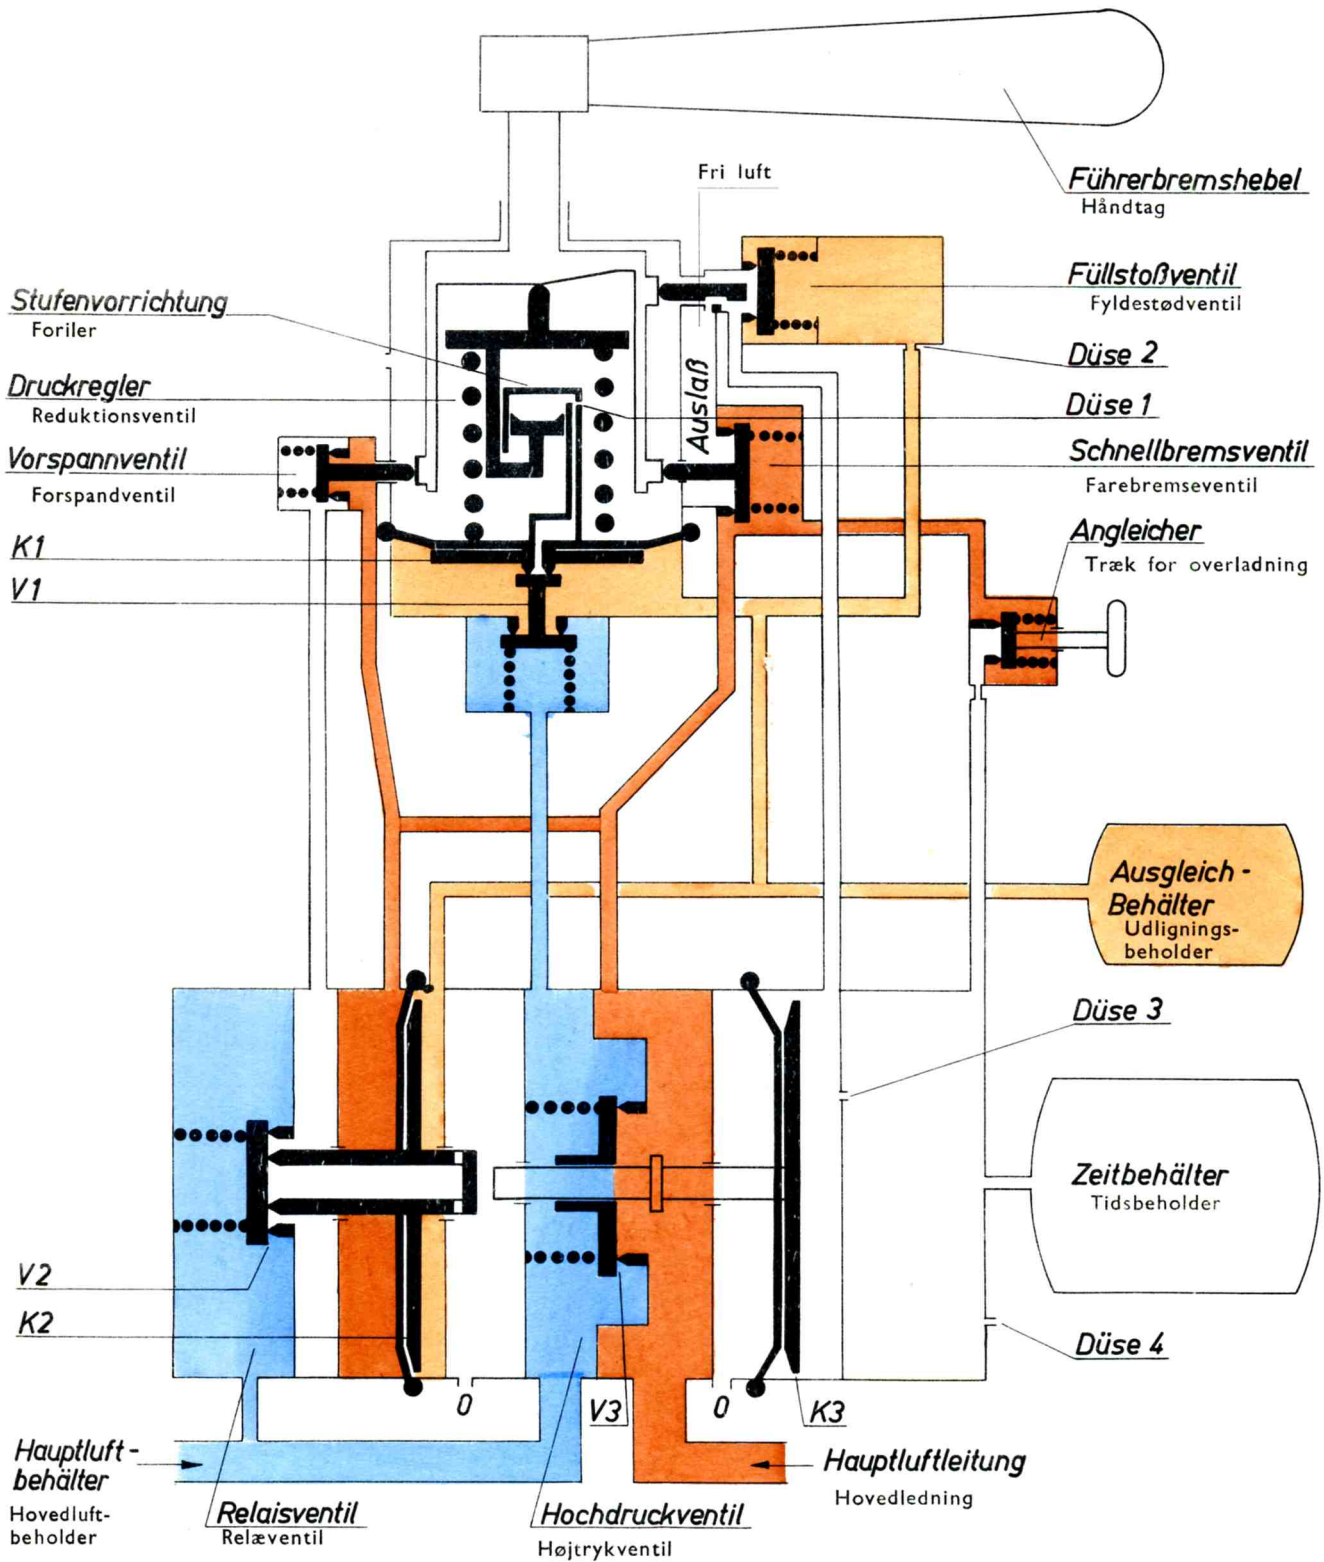 Fri luft
Führerbremshebel
Håndtag
Stufenvorrichtung
Foriler
Füllstoßventil
Fyldestødventil
Druckregler
Reduktionsventil
Düse 2
Auslaß
Düse 1
Vorspannventil
Forspandventil
Schnellbremsventil
Farebremseventil
K1
Angleicher
Træk for overladning
V1
Ausgleich-
Behälter
Udlignings-
beholder
Düse 3
Zeitbehälter
Tidsbeholder
V2
K2
Düse 4
O
V3
O
K3
Hauptluft-
behälter
Hovedluft-
beholder
Relaisventil
Relæventil
Hochdruckventil
Højtrykventil
Hauptluftleitung
Hovedledning